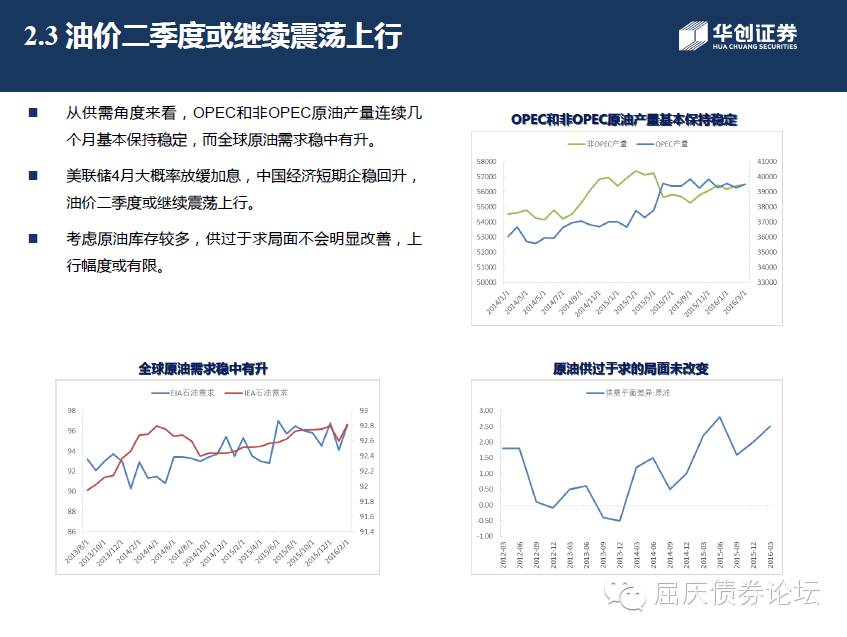 2.3 油价二季度或继续震荡上行
华创证券
HUA CHUANG SECURITIES
■ 从供需角度来看，OPEC和非OPEC原油产量连续几
个月基本保持稳定，而全球原油需求稳中有升。
■ 美联储4月大概率放缓加息，中国经济短期企稳回升，
油价二季度或继续震荡上行。
■ 考虑原油库存较多，供过于求局面不会明显改善，上
行幅度或有限。
OPEC和非OPEC原油产量基本保持稳定
非OPEC产量 OPEC产量
58000 41000
57000 40000
56000 39000
55000 38000
54000 37000
53000 36000
52000 35000
51000 34000
50000 33000
2014/1/1 2014/3/1 2014/5/1 2014/7/1 2014/9/1 2014/11/1 2015/1/1 2015/3/1 2015/5/1 2015/7/1 2015/9/1 2015/11/1 2016/1/1 2016/3/1
全球原油需求稳中有升
EIA石油需求 IEA石油需求
98 93
96 92.8
92.6
94 92.4
92 92.2
92
90 91.8
88 91.6
86 91.4
2013/8/1 2013/10/1 2013/12/1 2014/2/1 2014/4/1 2014/6/1 2014/8/1 2014/10/1 2014/12/1 2015/2/1 2015/4/1 2015/6/1 2015/8/1 2015/10/1 2015/12/1 2016/2/1
原油供过于求的局面未改变
供需平衡差异:原油
3.00
2.50
2.00
1.50
1.00
0.50
0.00
-0.50
-1.00
2012-03 2012-06 2012-09 2012-12 2013-03 2013-06 2013-09 2013-12 2014-03 2014-06 2014-09 2014-12 2015-03 2015-06 2015-09 2015-12 2016-03
屈庆债券论坛